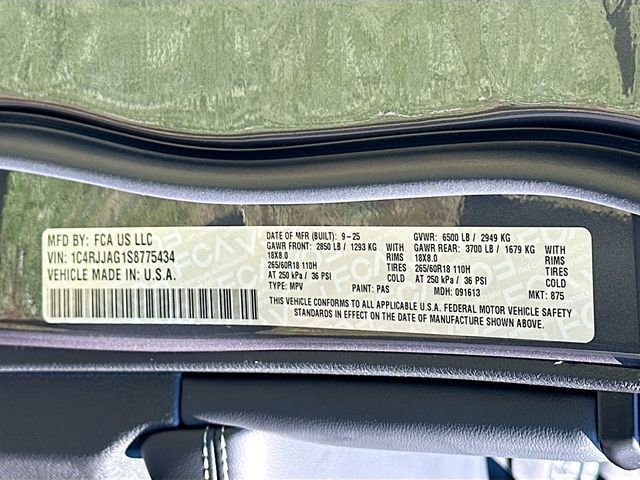 MFD BY: FCA US LLC
VIN: 1C4RJJAG1S8775434
VEHICLE MADE IN: U.S.A.
DATE OF MFR (BUILT): 9-25 GVWR: 6500 LB / 2949 KG
GAWR FRONT: 2850 LB / 1293 KG GAWR REAR: 3700 LB / 1679 KG
18X8.0 RIMS 18X8.0 RIMS
265/60R18 110H TIRES 265/60R18 110H TIRES
AT 250 kPa / 36 PSI COLD AT 250 kPa / 36 PSI COLD
TYPE: MPV PAINT: PAS MDH: 091613 MKT: 875
THIS VEHICLE CONFORMS TO ALL APPLICABLE U.S.A. FEDERAL MOTOR VEHICLE SAFETY
STANDARDS IN EFFECT ON THE DATE OF MANUFACTURE SHOWN ABOVE.